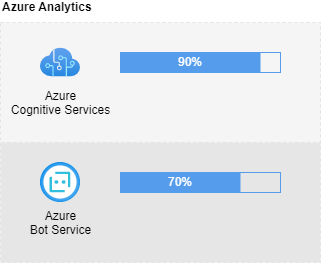 Azure Analytics
90%
Azure
Cognitive Services
70%
Azure
Bot Service